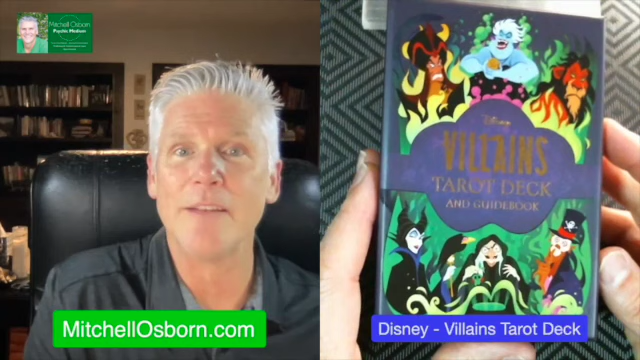 Mitchell Osborn
Psychic Medium
MitchellOsborn.com
Disney
VILLAINS
TAROT DECK
AND GUIDEBOOK
Disney - Villains Tarot Deck